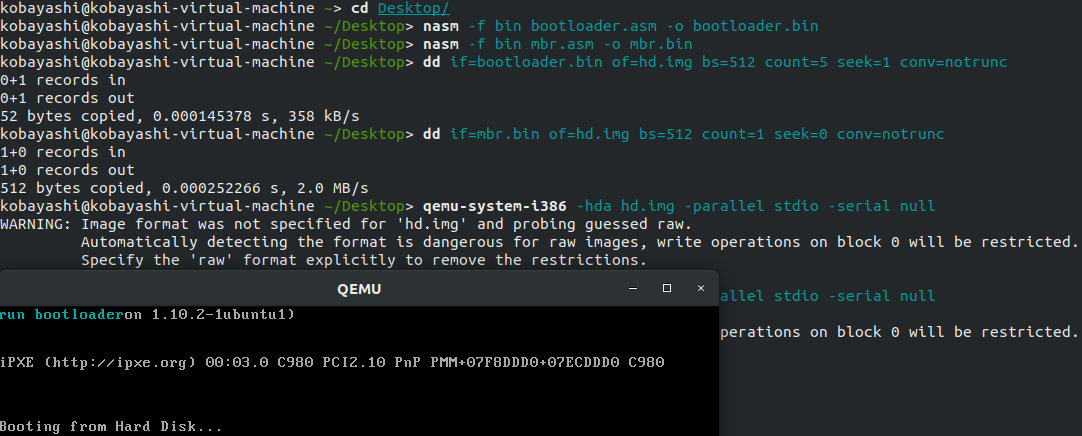 kobayashi@kobayashi-virtual-machine ~> cd Desktop/
kobayashi@kobayashi-virtual-machine ~/Desktop> nasm -f bin bootloader.asm -o bootloader.bin
kobayashi@kobayashi-virtual-machine ~/Desktop> nasm -f bin mbr.asm -o mbr.bin
kobayashi@kobayashi-virtual-machine ~/Desktop> dd if=bootloader.bin of=hd.img bs=512 count=5 seek=1 conv=notrunc
0+1 records in
0+1 records out
52 bytes copied, 0.000145378 s, 358 kB/s
kobayashi@kobayashi-virtual-machine ~/Desktop> dd if=mbr.bin of=hd.img bs=512 count=1 seek=0 conv=notrunc
1+0 records in
1+0 records out
512 bytes copied, 0.000252266 s, 2.0 MB/s
kobayashi@kobayashi-virtual-machine ~/Desktop> qemu-system-i386 -hda hd.img -parallel stdio -serial null
WARNING: Image format was not specified for 'hd.img' and probing guessed raw.
Automatically detecting the format is dangerous for raw images, write operations on block 0 will be restricted.
Specify the 'raw' format explicitly to remove the restrictions.
allel stdio -serial null
perations on block 0 will be restricted.
QEMU
run bootloaderon 1.10.2-1ubuntu1)
iPXE (http://ipxe.org) 00:03.0 C980 PCI2.10 PnP PMM+07F8DDD0+07ECDDD0 C980
Booting from Hard Disk...